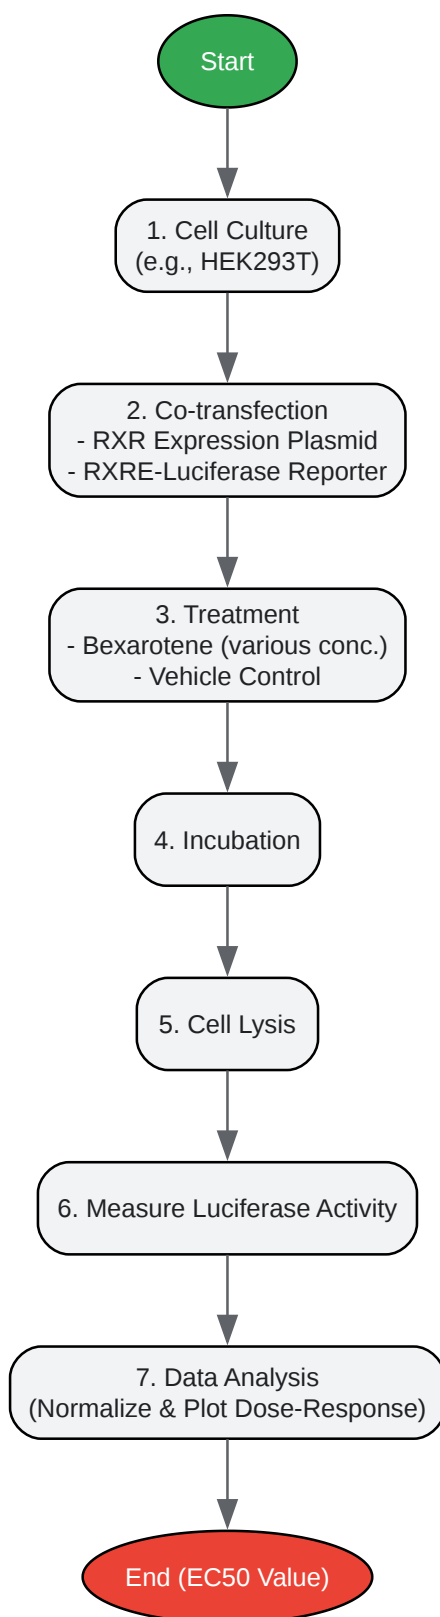 Start
1. Cell Culture
(e.g., HEK293T)
2. Co-transfection
- RXR Expression Plasmid
- RXRE-Luciferase Reporter
3. Treatment
- Bexarotene (various conc.)
- Vehicle Control
4. Incubation
5. Cell Lysis
6. Measure Luciferase Activity
7. Data Analysis
(Normalize & Plot Dose-Response)
End (EC50 Value)